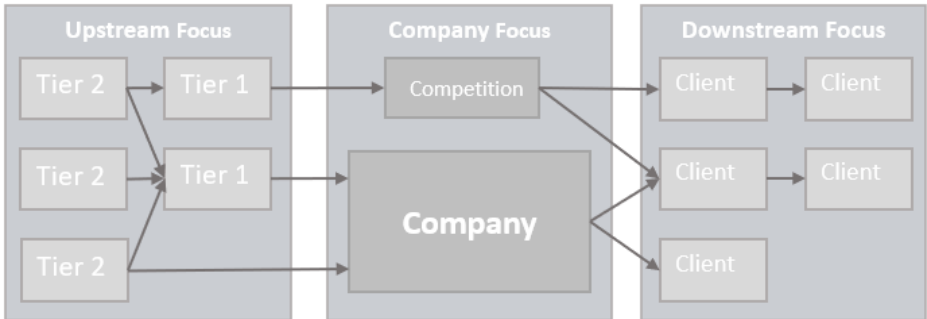 Upstream Focus
Tier 2
Tier 1
Tier 2
Tier 1
Tier 2
Company Focus
Competition
Company
Downstream Focus
Client
Client
Client
Client
Client